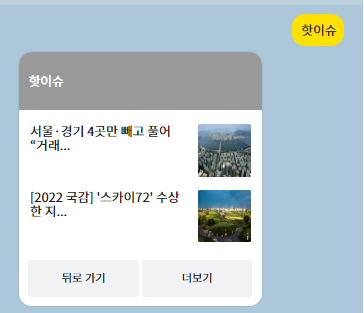 핫이슈
핫이슈
서울·경기 4곳만 빼고 풀어
“거래...
[2022 국감] '스카이72' 수상
한 지...
뒤로 가기
더보기